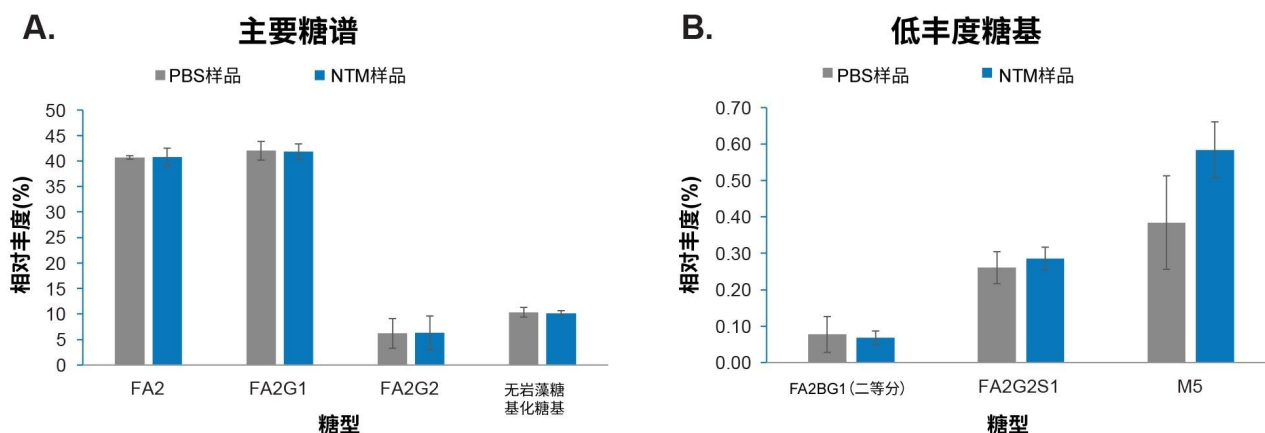 A.
主要糖谱
PBS样品
NTM样品
相对丰度(%)
50
45
40
35
30
25
20
15
10
5
0
FA2
FA2G1
FA2G2
无岩藻糖
基化糖基
糖型
B.
低丰度糖基
PBS样品
NTM样品
相对丰度(%)
0.70
0.60
0.50
0.40
0.30
0.20
0.10
0.00
FA2BG1(二等分)
FA2G2S1
M5
糖型